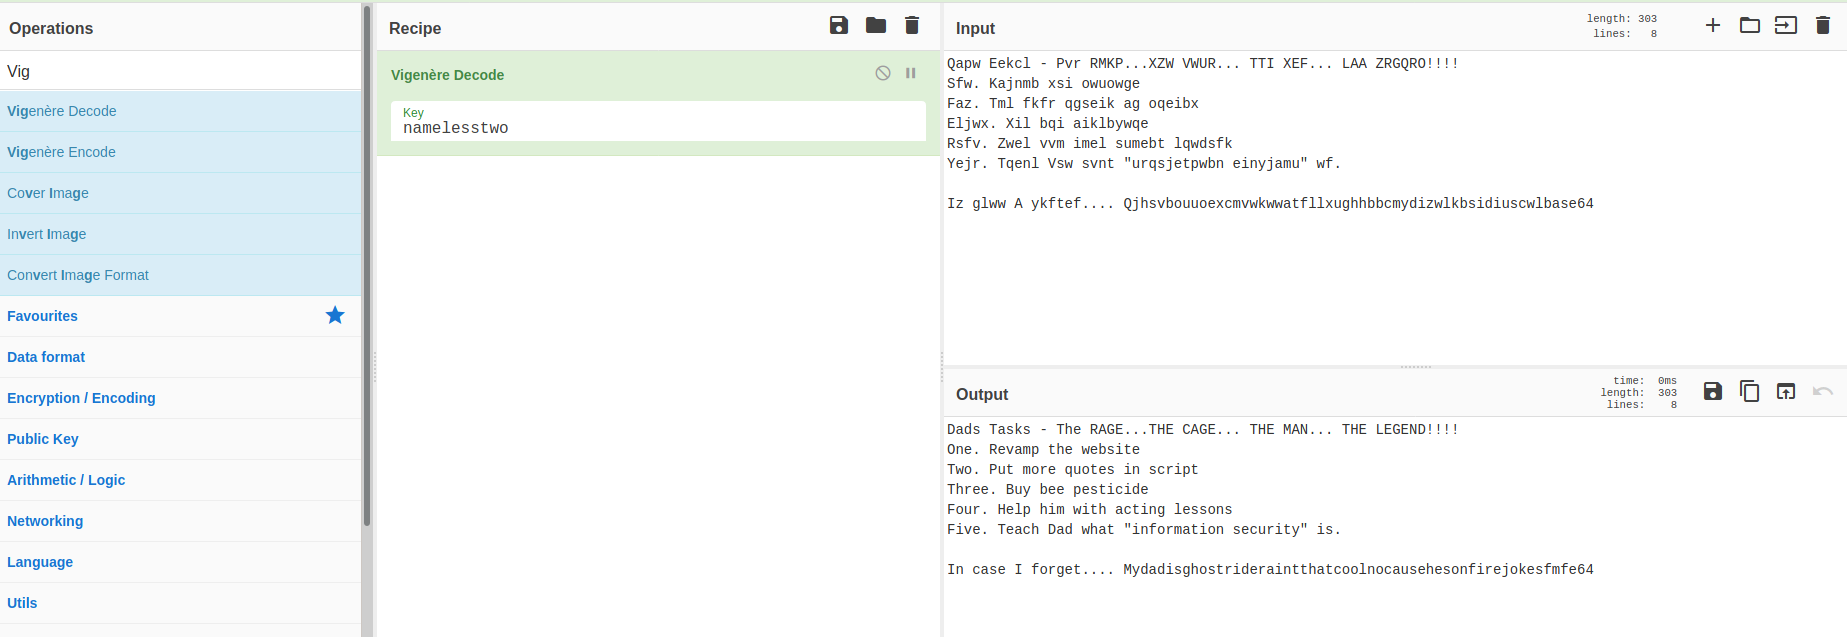 Operations
Vig
Vigenère Decode
Vigenère Encode
Cover Image
Invert Image
Convert Image Format
Favourites
Data format
Encryption / Encoding
Public Key
Arithmetic / Logic
Networking
Language
Utils
Recipe
Vigenère Decode
Key
namelesstwo
Input
length: 303
lines: 8
Qapw Eekcl - Pvr RMKP...XZW VWUR... TTI XEF... LAA ZRGQRO!!!!
Sfw. Kajnmb xsi owuowge
Faz. Tml fkfr qgseik ag oqeibx
Eljwx. Xil bqi aiklbywqe
Rsfv. Zwel vvm imel sumebt lqwdsfk
Yejr. Tqenl Vsw svnt "urqsjetpwbn einyjamu" wf.
Iz glww A ykftef.... Qjhsvbouuoexcmvwkwwatfllxughhbbcmydizwlkbsidiuscwlbase64
Output
time: 0ms
length: 303
lines: 8
Dads Tasks - The RAGE...THE CAGE... THE MAN... THE LEGEND!!!!
One. Revamp the website
Two. Put more quotes in script
Three. Buy bee pesticide
Four. Help him with acting lessons
Five. Teach Dad what "information security" is.
In case I forget.... Mydadisghostrideraintthatcoolnocausehesonfirejokesfmfe64